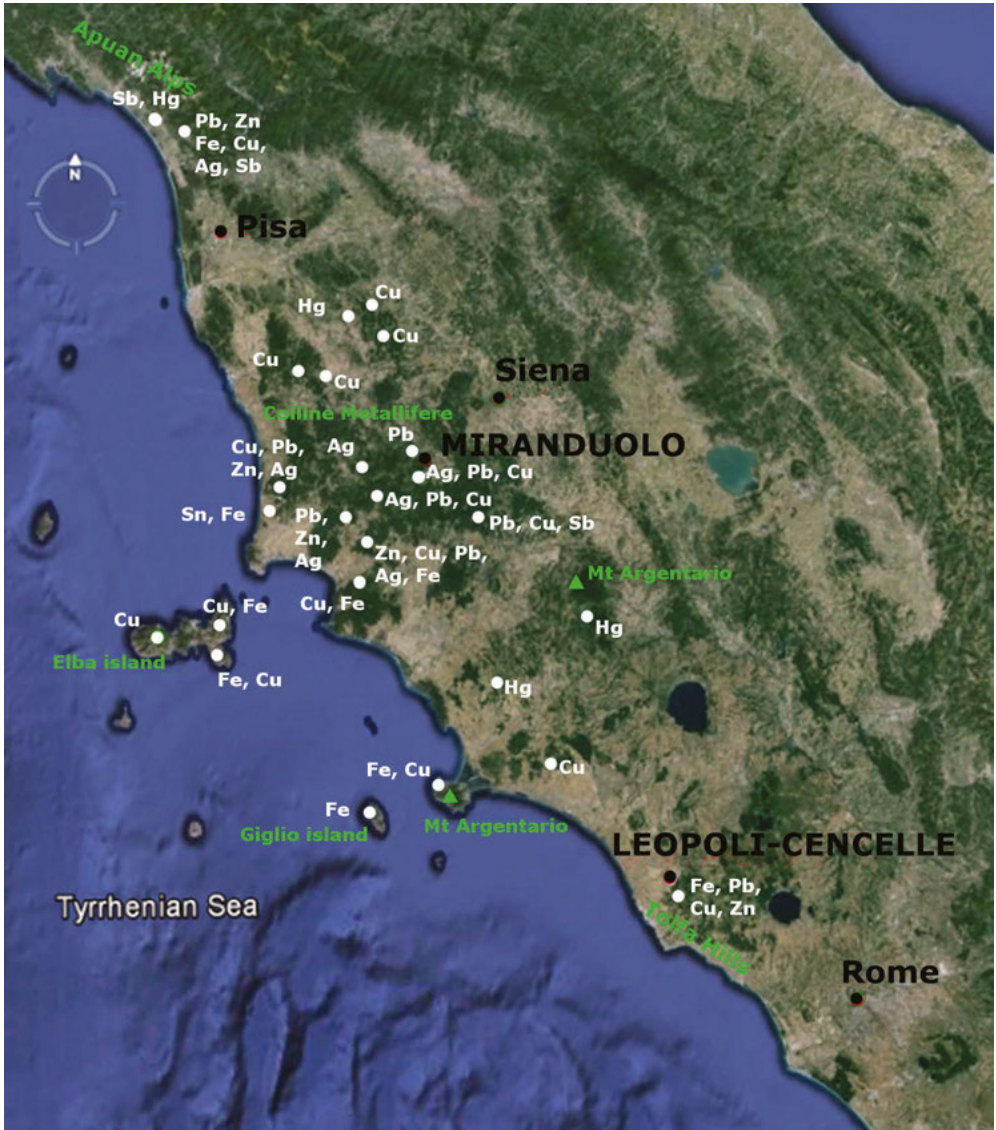 Apuan Alps
Sb, Hg
Pb, Zn
Fe, Cu,
Ag, Sb
N
Pisa
Cu
Hg
Cu
Cu
Cu
Siena
Colline Metallifere
Pb
MIRANDUOLO
Cu, Pb,
Zn, Ag
Ag
Ag, Pb, Cu
Ag, Pb, Cu
Sn, Fe
Pb,
Zn,
Ag
Pb, Cu, Sb
Zn, Cu, Pb,
Ag, Fe
Mt Argentario
Cu, Fe
Cu, Fe
Cu
Hg
Elba island
Fe, Cu
Hg
Fe, Cu
Cu
Fe
Giglio island
Mt Argentario
LEOPOLI-CENCELLE
Fe, Pb,
Cu, Zn
Tyrrhenian Sea
Tolfa Hills
Rome